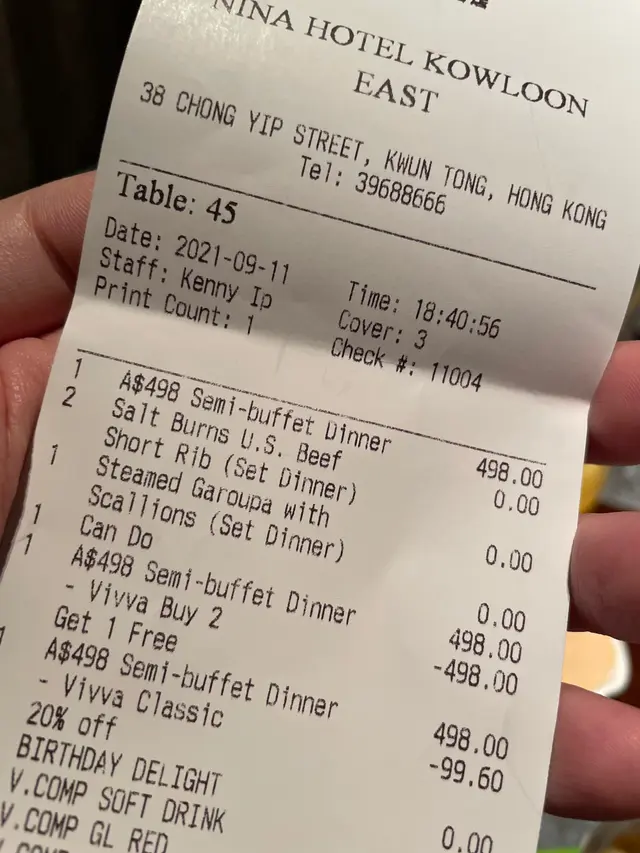 NINA HOTEL KOWLOON
EAST
38 CHONG YIP STREET, KWUN TONG, HONG KONG
Tel: 39688666
Table: 45
Date: 2021-09-11 Time: 18:40:56
Staff: Kenny Ip Cover: 3
Print Count: 1 Check #: 11004
1 A$498 Semi-buffet Dinner 498.00
2 Salt Burns U.S. Beef 0.00
Short Rib (Set Dinner)
1 Steamed Garoupa with 0.00
Scallions (Set Dinner)
1 Can Do 0.00
1 A$498 Semi-buffet Dinner 498.00
- Vivva Buy 2 -498.00
Get 1 Free
1 A$498 Semi-buffet Dinner 498.00
- Vivva Classic -99.60
20% off
BIRTHDAY DELIGHT 0.00
V.COMP SOFT DRINK
V.COMP GL RED